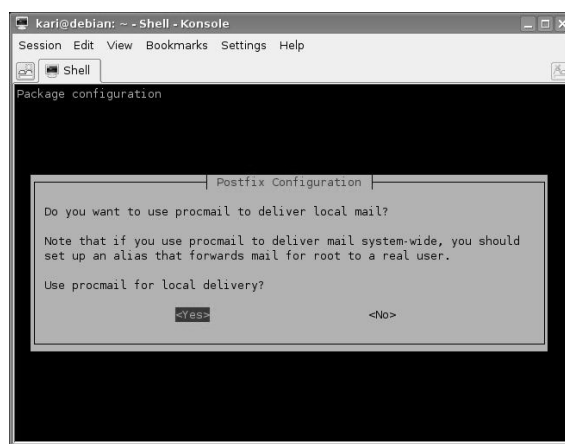 kari@debian: ~ - Shell - Konsole
Session Edit View Bookmarks Settings Help
Shell
Package configuration
Postfix Configuration
Do you want to use procmail to deliver local mail?
Note that if you use procmail to deliver mail system-wide, you should
set up an alias that forwards mail for root to a real user.
Use procmail for local delivery?
<Yes> <No>